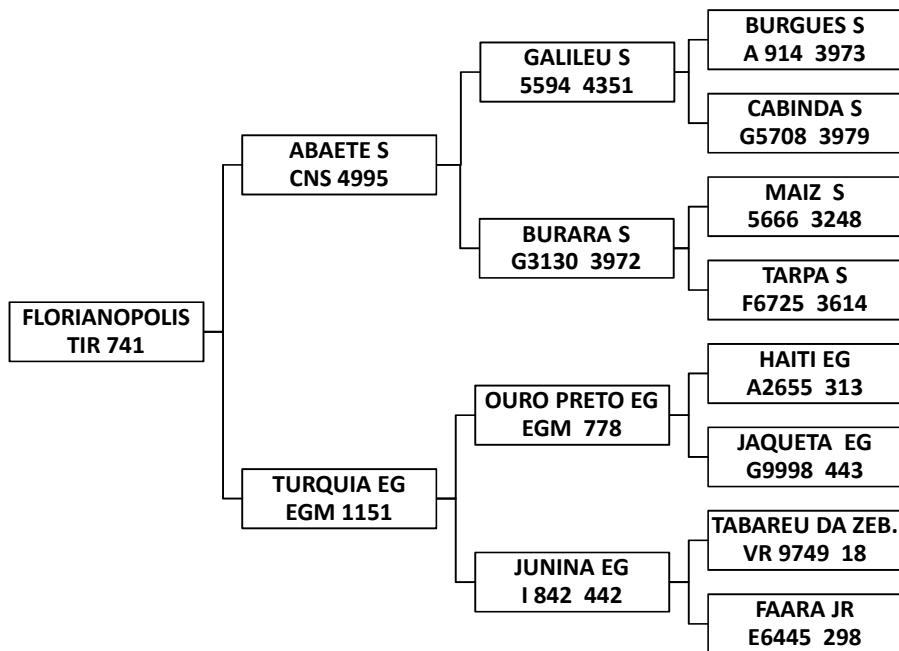 BURGUES S
A 914 3973
GALILEU S
5594 4351
CABINDA S
G5708 3979
ABAETE S
CNS 4995
MAIZ S
5666 3248
BURARA S
G3130 3972
TARPA S
F6725 3614
FLORIANOPOLIS
TIR 741
HAITI EG
A2655 313
OURO PRETO EG
EGM 778
JAQUETA EG
G9998 443
TURQUIA EG
EGM 1151
TABAREU DA ZEB.
VR 9749 18
JUNINA EG
I 842 442
FAARA JR
E6445 298